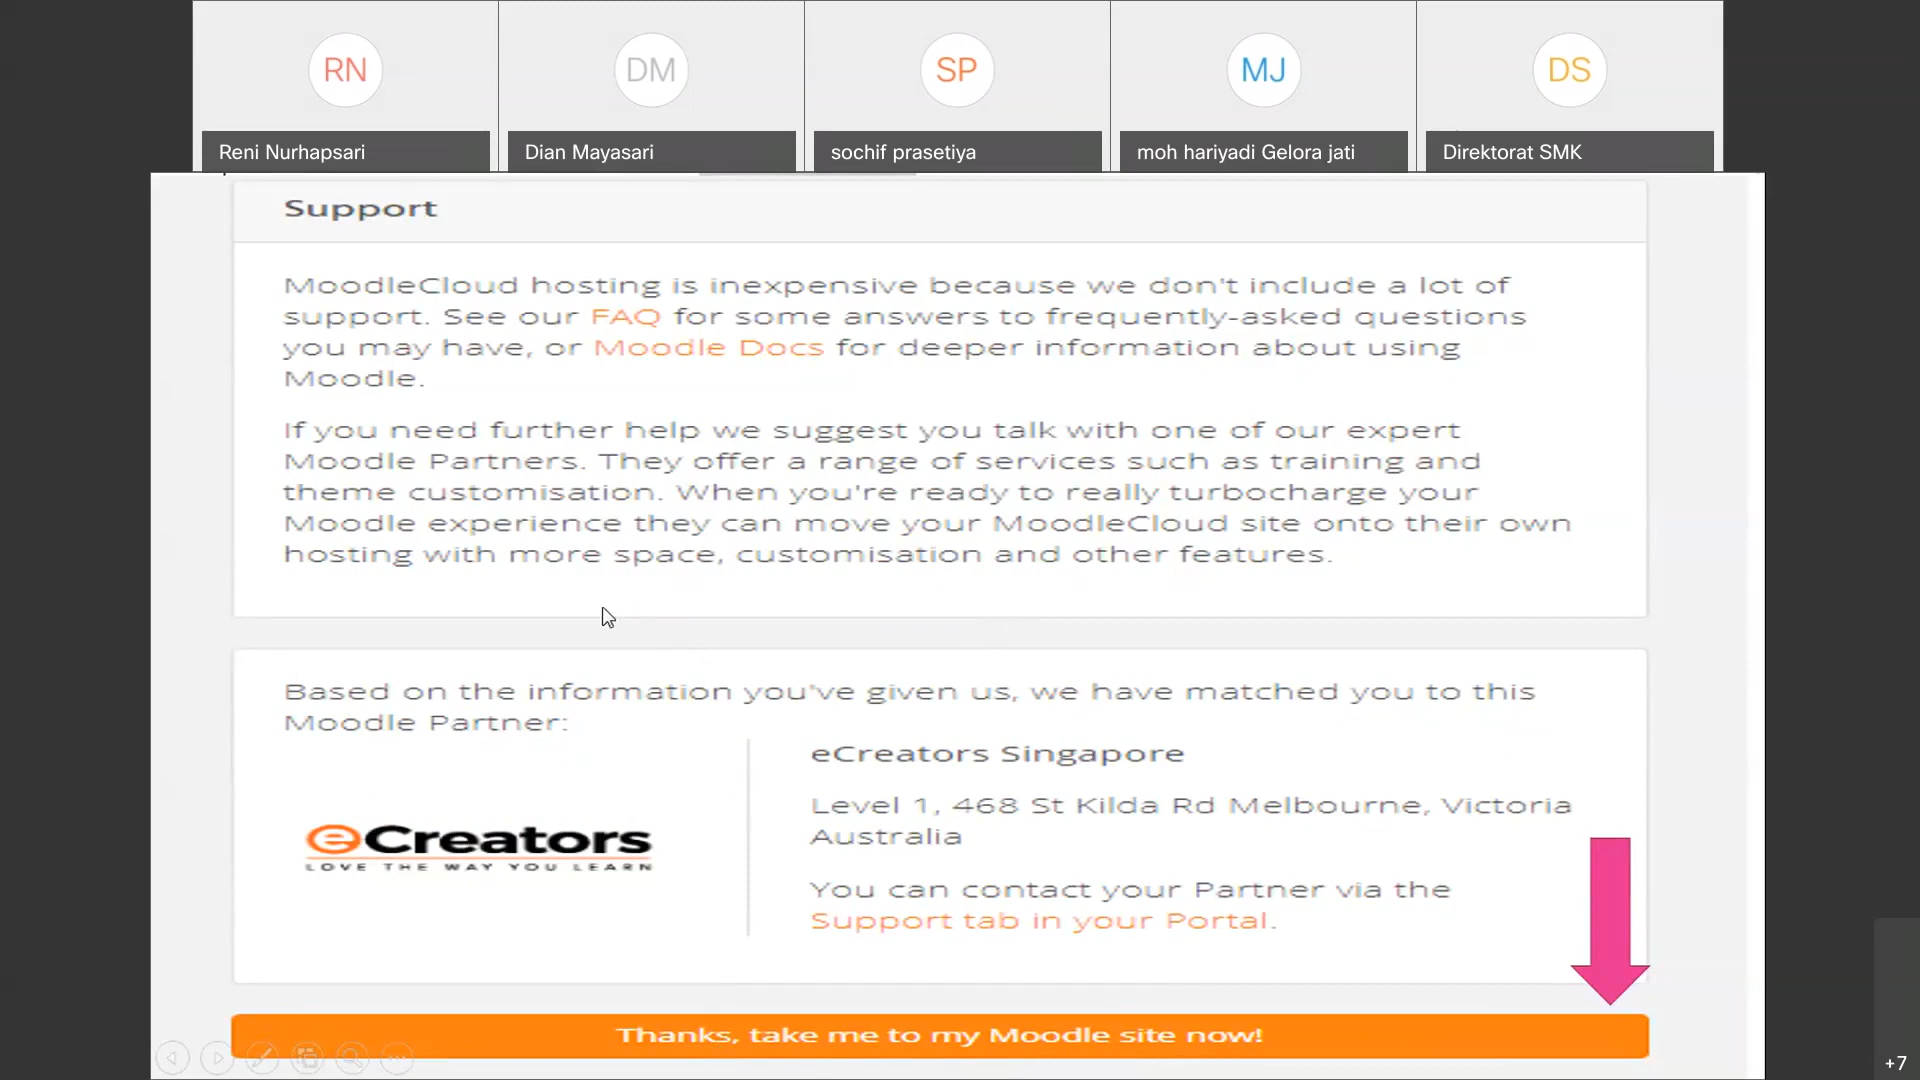 RN
DM
SP
MJ
DS
Reni Nurhapsari
Dian Mayasari
sochif prasetiya
moh hariyadi Gelora jati
Direktorat SMK
Support
MoodleCloud hosting is inexpensive because we don't include a lot of
support. See our FAQ for some answers to frequently-asked questions
you may have, or Moodle Docs for deeper information about using
Moodle.
If you need further help we suggest you talk with one of our expert
Moodle Partners. They offer a range of services such as training and
theme customisation. When you're ready to really turbocharge your
Moodle experience they can move your MoodleCloud site onto their own
hosting with more space, customisation and other features.
Based on the information you've given us, we have matched you to this
Moodle Partner:
eCreators
LOVE THE WAY YOU LEARN
eCreators Singapore
Level 1, 468 St Kilda Rd Melbourne, Victoria
Australia
You can contact your Partner via the
Support tab in your Portal.
Thanks, take me to my Moodle site now!
+7